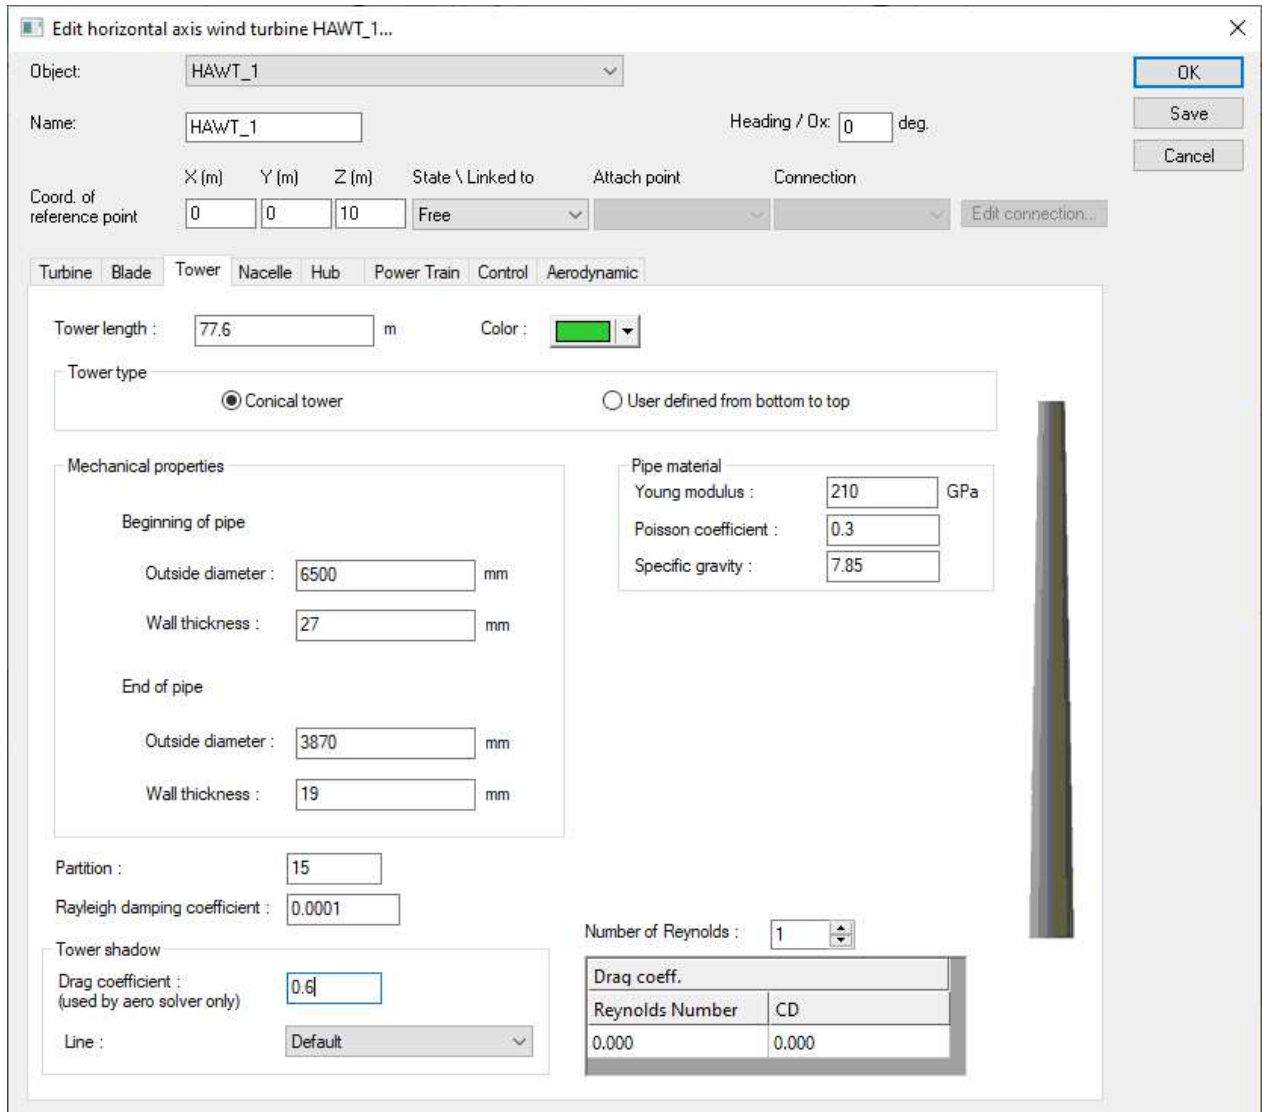 Edit horizontal axis wind turbine HAWT_1...
Object: HAWT_1 OK
Name: HAWT_1 Heading / Ox: 0 deg. Save
Cancel
X (m) Y (m) Z (m) State \ Linked to Attach point Connection
Coord. of
reference point 0 0 10 Free Edit connection...
Turbine Blade Tower Nacelle Hub Power Train Control Aerodynamic
Tower length : 77.6 m Color :
Tower type
Conical tower User defined from bottom to top
Mechanical properties Pipe material
Young modulus : 210 GPa
Beginning of pipe Poisson coefficient : 0.3
Outside diameter : 6500 mm Specific gravity : 7.85
Wall thickness : 27 mm
End of pipe
Outside diameter : 3870 mm
Wall thickness : 19 mm
Partition : 15
Rayleigh damping coefficient : 0.0001
Number of Reynolds : 1
Tower shadow
Drag coefficient :
(used by aero solver only) 0.6
Drag coeff.
Reynolds Number CD
Line : Default 0.000 0.000